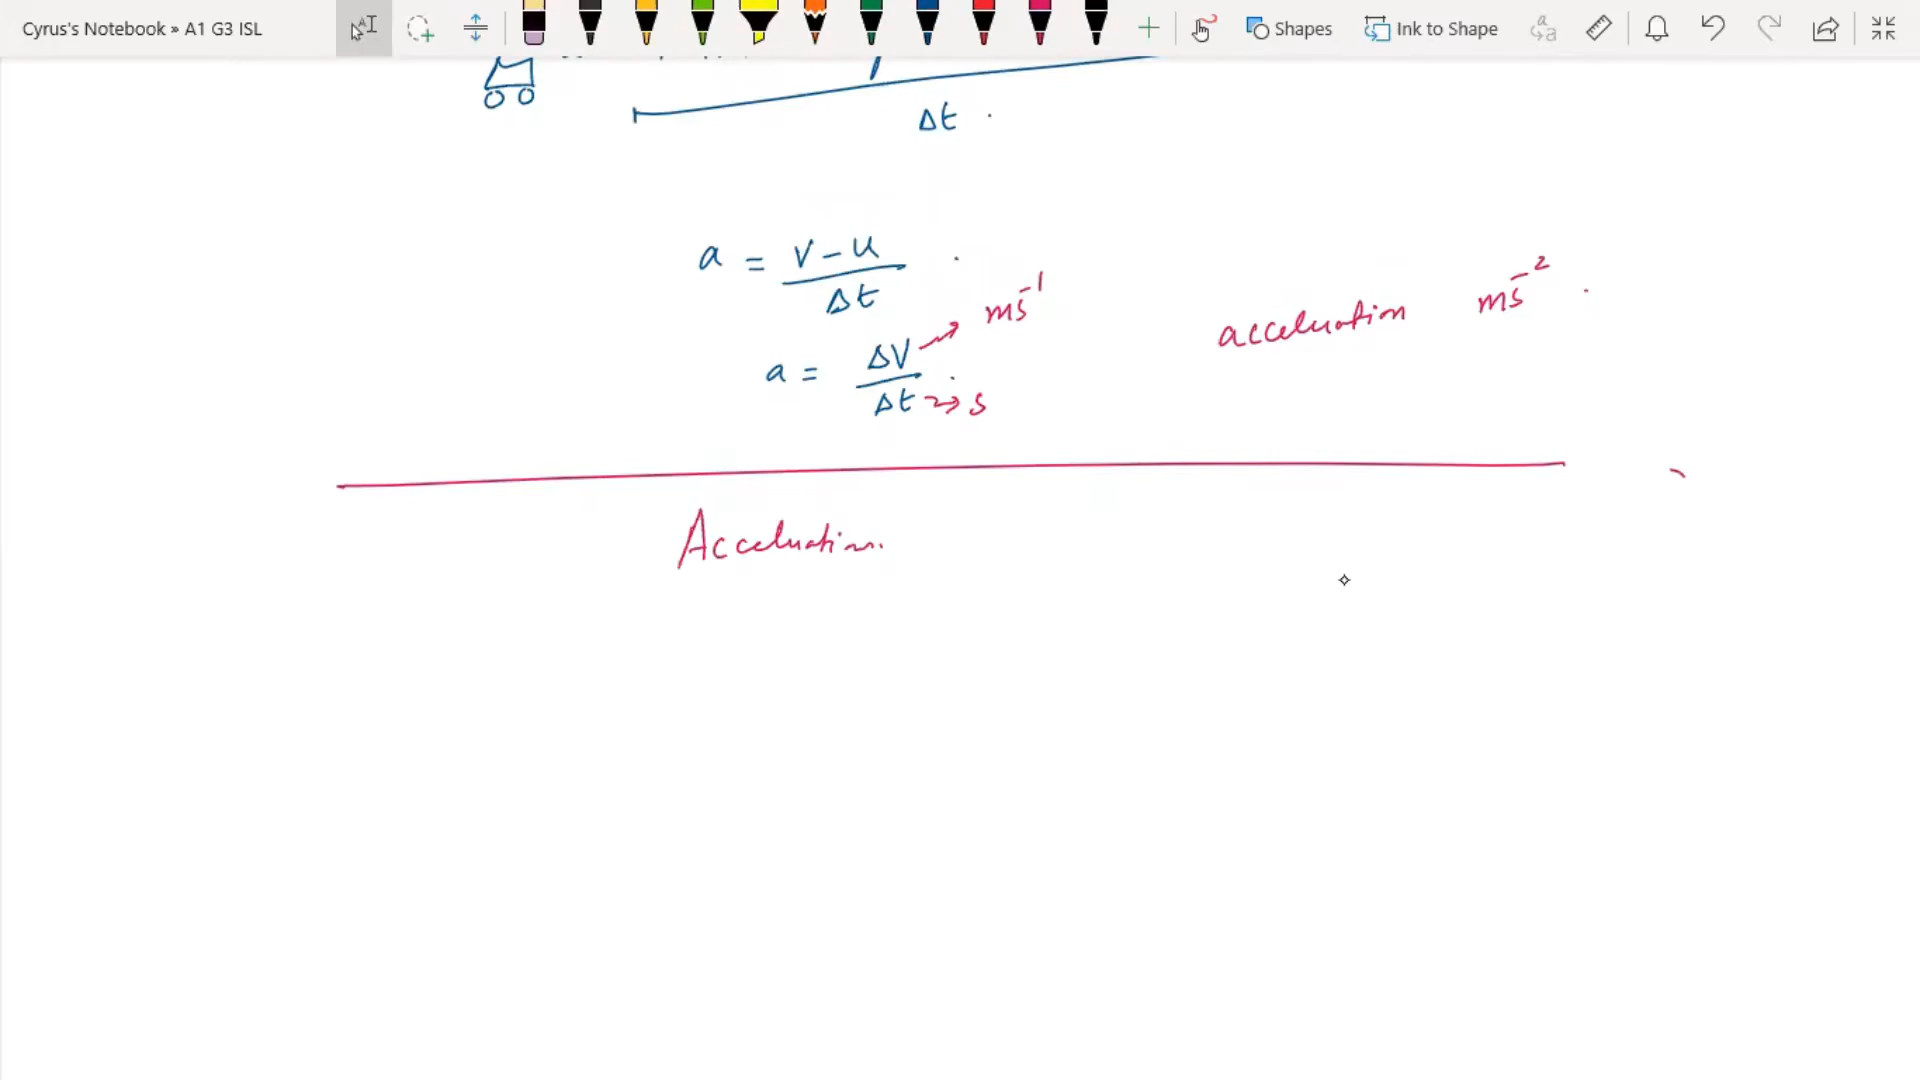 Cyrus's Notebook » A1 G3 ISL
Shapes
Ink to Shape
Δt
a = v - u / Δt
ms⁻¹
acceleration ms⁻²
a = ΔV / Δt → s
Acceleration.